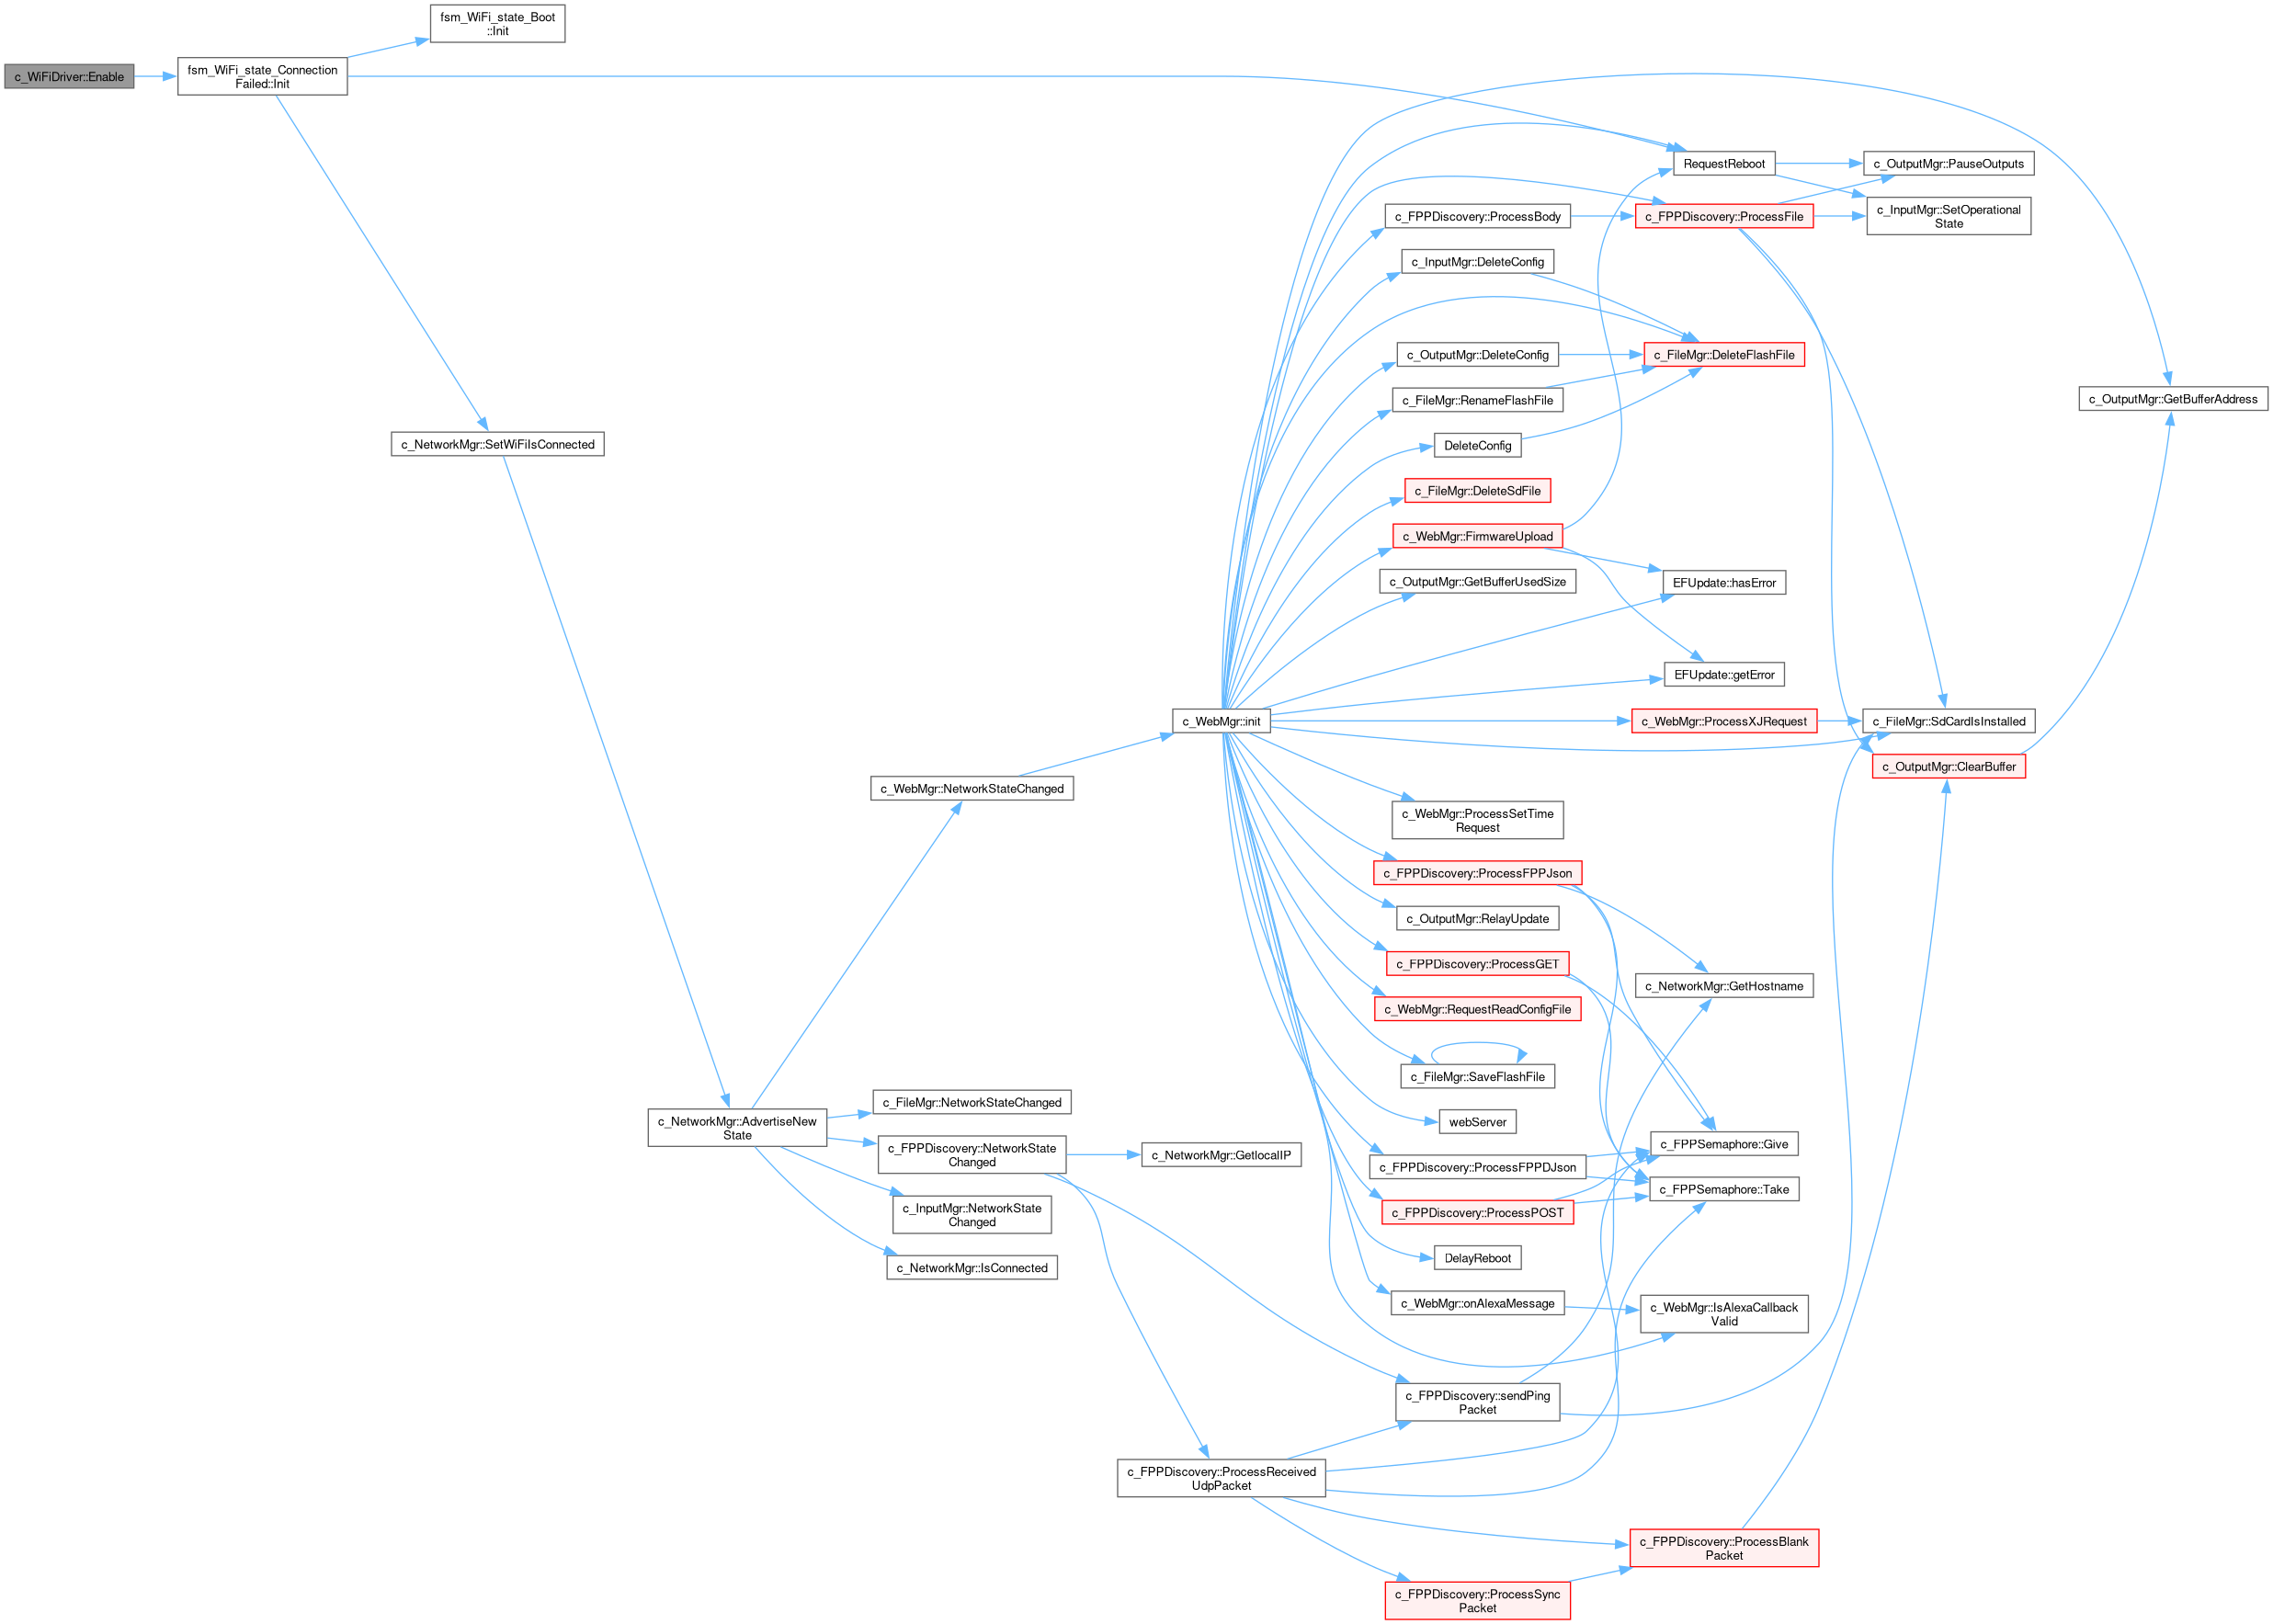 c_WiFiDriver::Enable
fsm_WiFi_state_Connection
Failed::Init
fsm_WiFi_state_Boot
::Init
c_NetworkMgr::SetWiFiIsConnected
c_NetworkMgr::AdvertiseNew
State
c_WebMgr::NetworkStateChanged
c_FileMgr::NetworkStateChanged
c_FPPDiscovery::NetworkState
Changed
c_InputMgr::NetworkState
Changed
c_NetworkMgr::IsConnected
c_WebMgr::init
c_NetworkMgr::GetlocalIP
c_FPPDiscovery::ProcessReceived
UdpPacket
c_FPPDiscovery::ProcessBody
c_InputMgr::DeleteConfig
c_OutputMgr::DeleteConfig
c_FileMgr::RenameFlashFile
DeleteConfig
c_FileMgr::DeleteSdFile
c_WebMgr::FirmwareUpload
c_OutputMgr::GetBufferUsedSize
c_WebMgr::ProcessSetTime
Request
c_FPPDiscovery::ProcessFPPJson
c_OutputMgr::RelayUpdate
c_FPPDiscovery::ProcessGET
c_WebMgr::RequestReadConfigFile
c_FileMgr::SaveFlashFile
webServer
c_FPPDiscovery::ProcessFPPDJson
c_FPPDiscovery::ProcessPOST
DelayReboot
c_WebMgr::onAlexaMessage
c_FPPDiscovery::sendPing
Packet
c_FPPDiscovery::ProcessSync
Packet
RequestReboot
c_FPPDiscovery::ProcessFile
c_FileMgr::DeleteFlashFile
EFUpdate::hasError
EFUpdate::getError
c_WebMgr::ProcessXJRequest
c_NetworkMgr::GetHostname
c_FPPSemaphore::Give
c_FPPSemaphore::Take
c_WebMgr::IsAlexaCallback
Valid
c_FPPDiscovery::ProcessBlank
Packet
c_OutputMgr::PauseOutputs
c_InputMgr::SetOperational
State
c_FileMgr::SdCardIsInstalled
c_OutputMgr::ClearBuffer
c_OutputMgr::GetBufferAddress